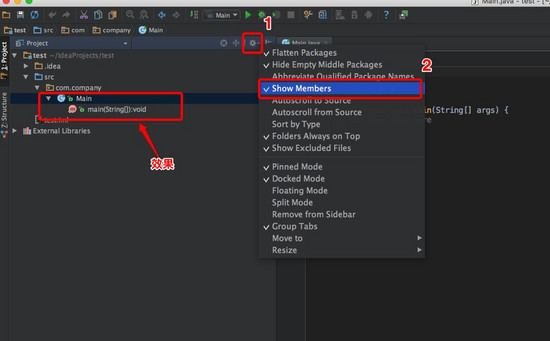 Main.java - test -
test
src
com
company
Main
Main
1
1: Project
Z: Structure
Project
Main.java
test ~/IdeaProjects/test
.idea
src
com.company
Main
main(String[]):void
External Libraries
效果
2
Flatten Packages
Hide Empty Middle Packages
Abbreviate Qualified Package Names
Show Members
Autoscroll to Source
Autoscroll from Source
Sort by Type
Folders Always on Top
Show Excluded Files
Pinned Mode
Docked Mode
Floating Mode
Split Mode
Remove from Sidebar
Group Tabs
Move to
Resize
(String[] args) {